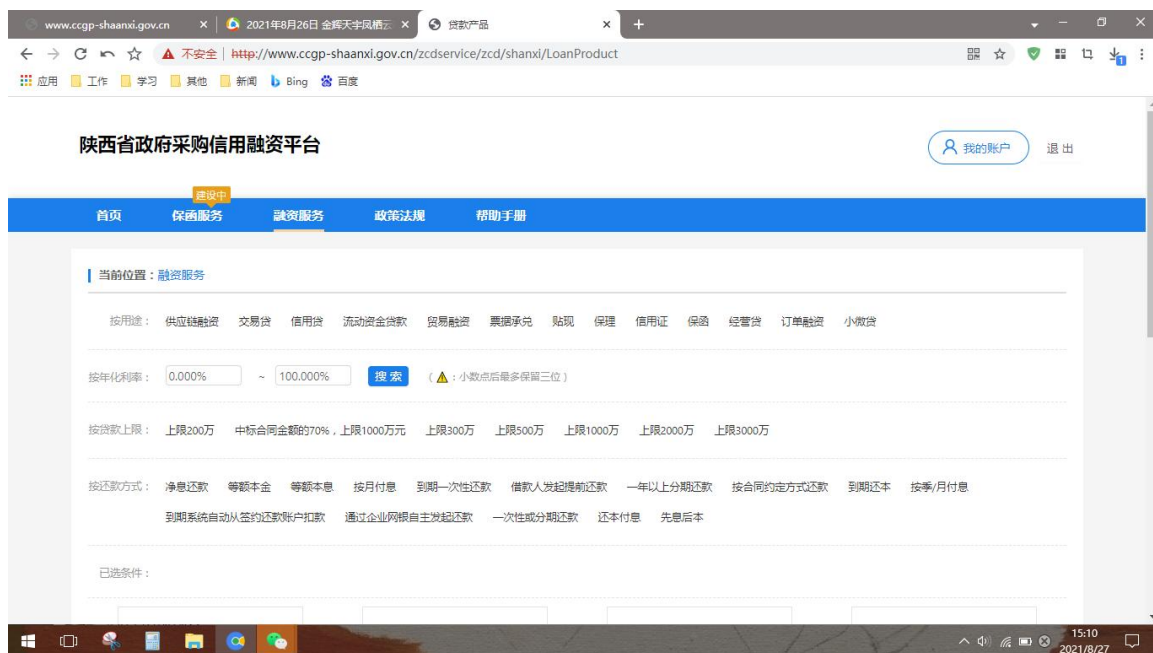 www.ccgp-shaanxi.gov.cn 2021年8月26日 金辉天宇凤栖云 贷款产品
不安全 http://www.ccgp-shaanxi.gov.cn/zcdservice/zcd/shanxi/LoanProduct
应用 工作 学习 其他 新闻 Bing 百度
陕西省政府采购信用融资平台
我的账户 退出
建设中
首页 保函服务 融资服务 政策法规 帮助手册
当前位置：融资服务
按用途： 供应链融资 交易贷 信用贷 流动资金贷款 贸易融资 票据承兑 贴现 保理 信用证 保函 经营贷 订单融资 小微贷
按年化利率： 0.000% ~ 100.000% 搜索 （ ：小数点后最多保留三位）
按贷款上限： 上限200万 中标合同金额的70%，上限1000万元 上限300万 上限500万 上限1000万 上限2000万 上限3000万
按还款方式： 净息还款 等额本金 等额本息 按月付息 到期一次性还款 借款人发起提前还款 一年以上分期还款 按合同约定方式还款 到期还本 按季/月付息
到期系统自动从签约还款账户扣款 通过企业网银自主发起还款 一次性或分期还款 还本付息 先息后本
已选条件：
15:10
2021/8/27